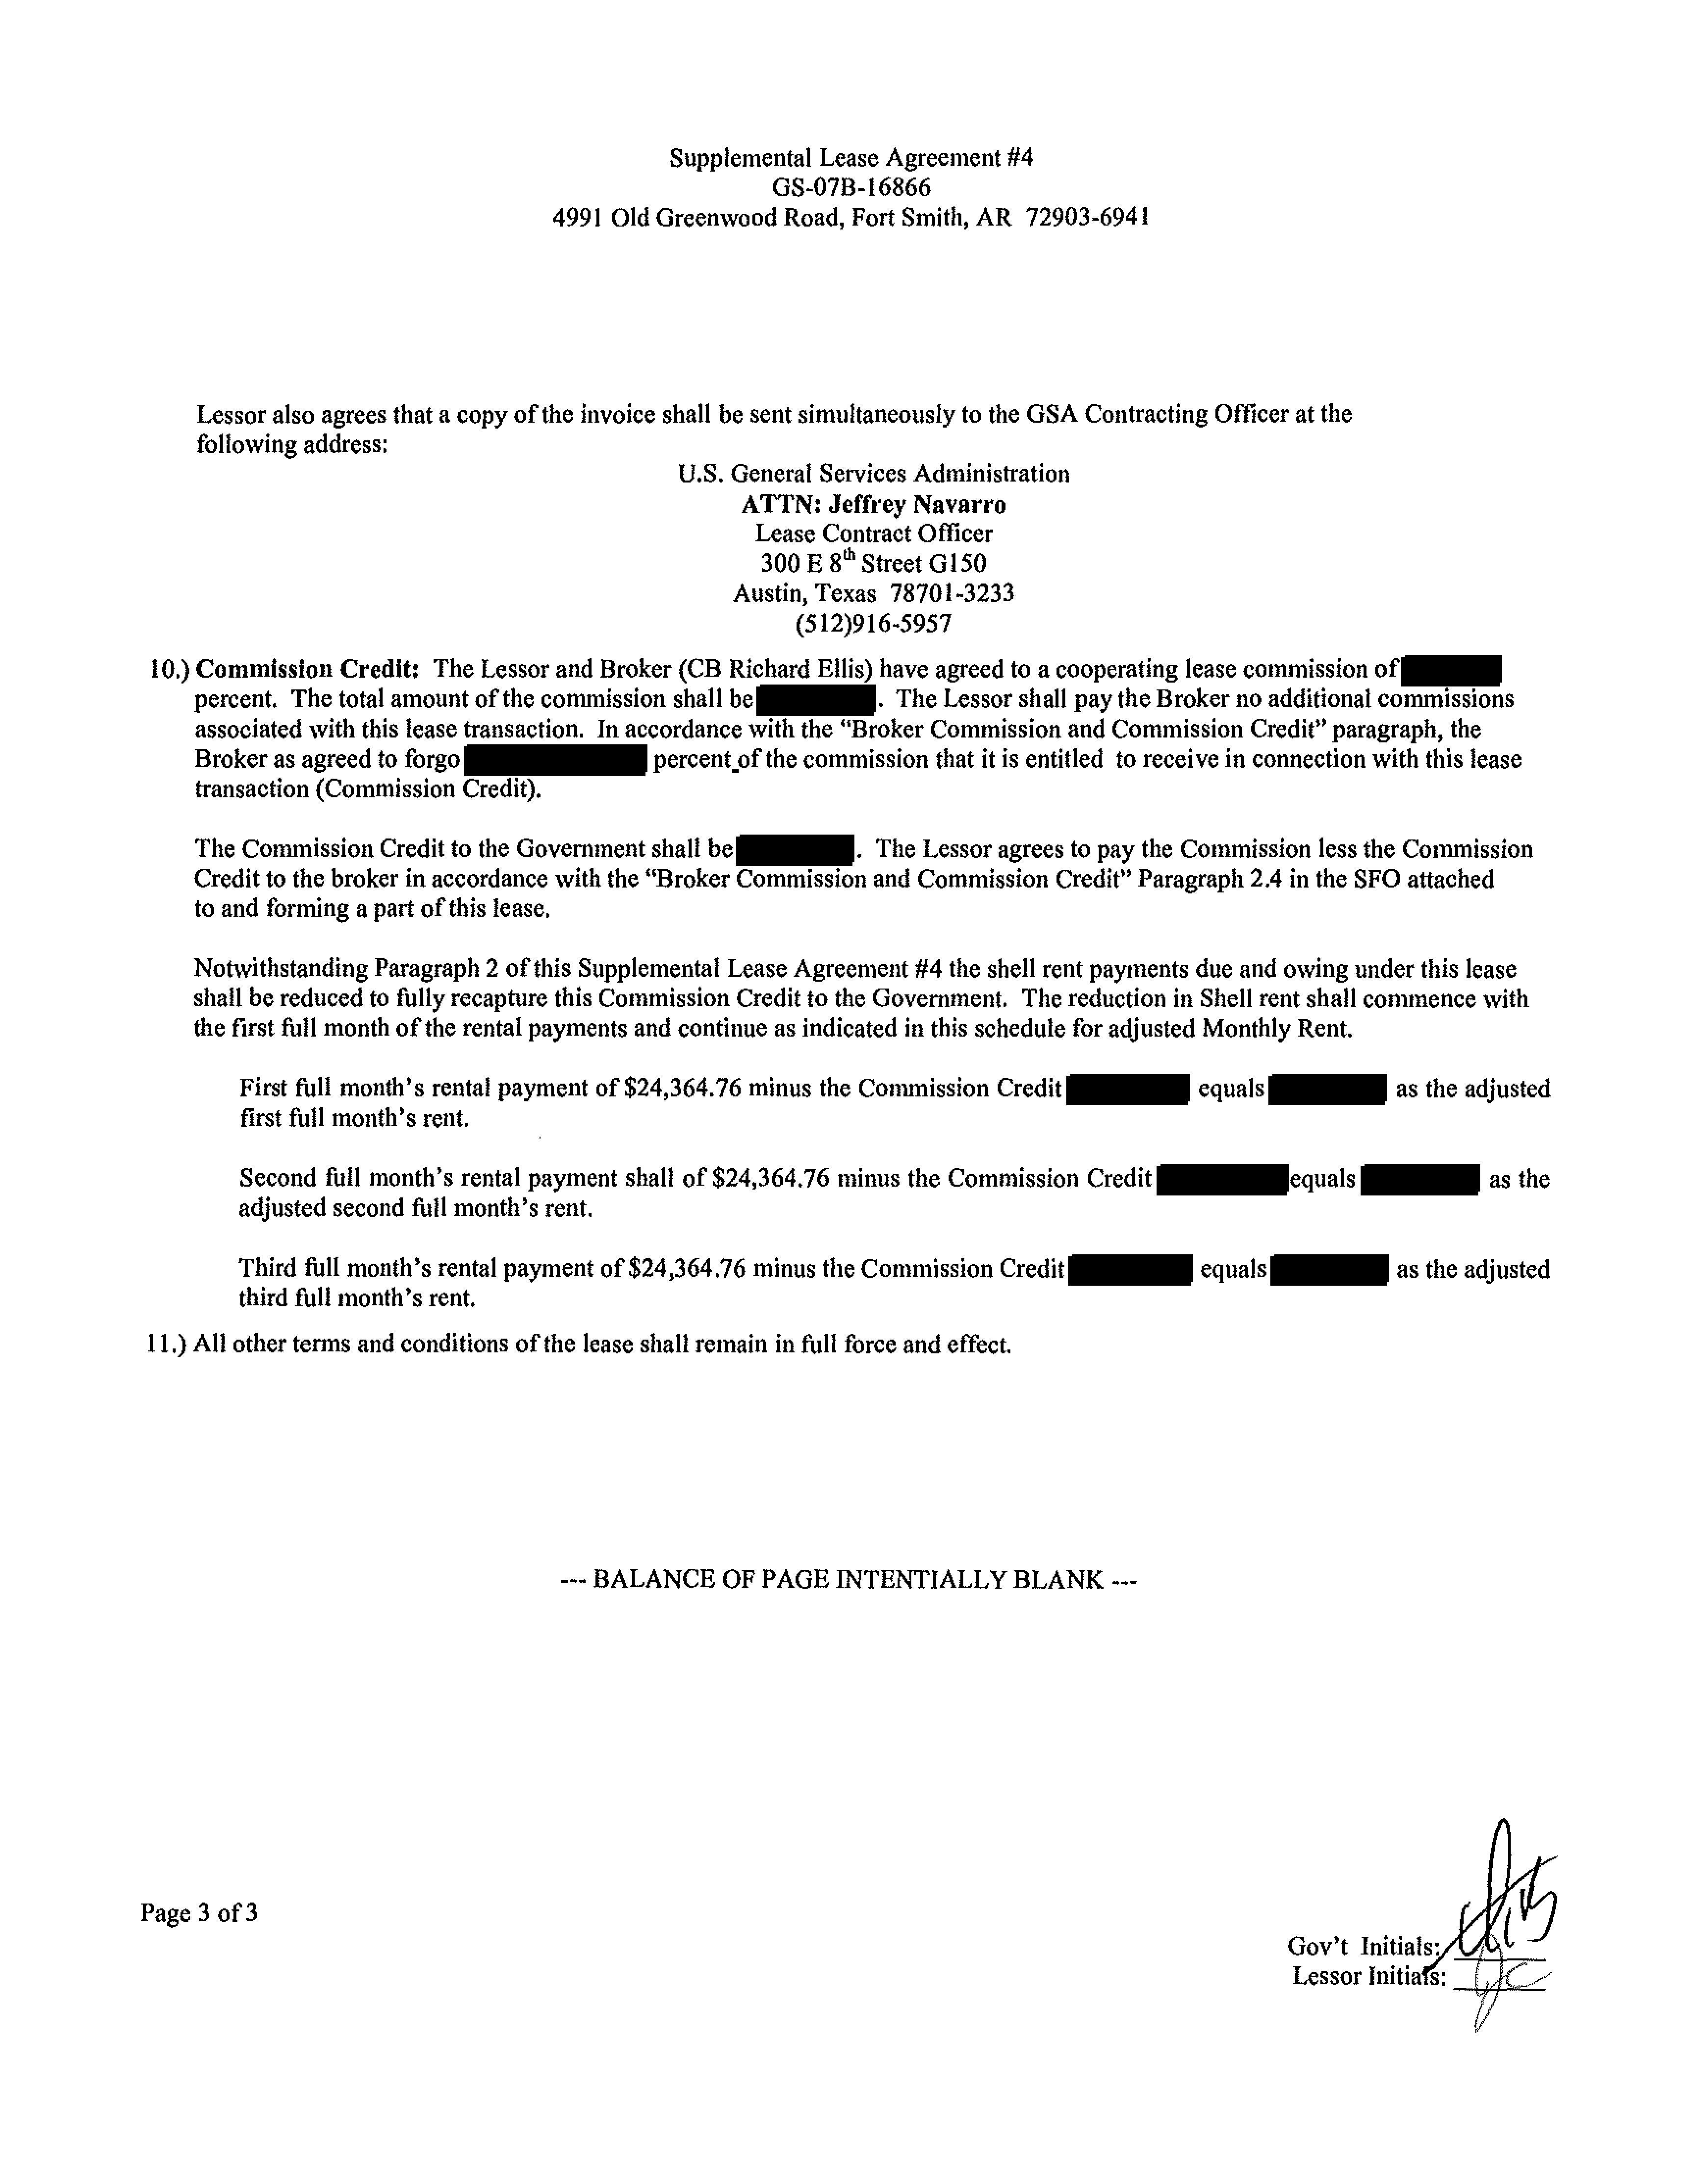 Supplemental Lease Agreement #4
GS-07B-16866
4991 Old Greenwood Road, Fort Smith, AR 72903-6941
Lessor also agrees that a copy of the invoice shall be sent simultaneously to the GSA Contracting Officer at the
following address:
U.S. General Services Administration
ATTN: Jeffrey Navarro
Lease Contract Officer
300 E 8th Street G150
Austin, Texas 78701-3233
(512)916-5957
10.) Commission Credit: The Lessor and Broker (CB Richard Ellis) have agreed to a cooperating lease commission of
percent. The total amount of the commission shall be . The Lessor shall pay the Broker no additional commissions
associated with this lease transaction. In accordance with the “Broker Commission and Commission Credit” paragraph, the
Broker as agreed to forgo percent_of the commission that it is entitled to receive in connection with this lease
transaction (Commission Credit).
The Commission Credit to the Government shall be . The Lessor agrees to pay the Commission less the Commission
Credit to the broker in accordance with the “Broker Commission and Commission Credit” Paragraph 2.4 in the SFO attached
to and forming a part of this lease.
Notwithstanding Paragraph 2 of this Supplemental Lease Agreement #4 the shell rent payments due and owing under this lease
shall be reduced to fully recapture this Commission Credit to the Government. The reduction in Shell rent shall commence with
the first full month of the rental payments and continue as indicated in this schedule for adjusted Monthly Rent.
First full month’s rental payment of $24,364.76 minus the Commission Credit equals as the adjusted
first full month’s rent.
Second full month’s rental payment shall of $24,364.76 minus the Commission Credit equals as the
adjusted second full month’s rent.
Third full month’s rental payment of $24,364.76 minus the Commission Credit equals as the adjusted
third full month’s rent.
11.) All other terms and conditions of the lease shall remain in full force and effect.
--- BALANCE OF PAGE INTENTIALLY BLANK ---
Page 3 of 3
Gov’t Initials:
Lessor Initials: